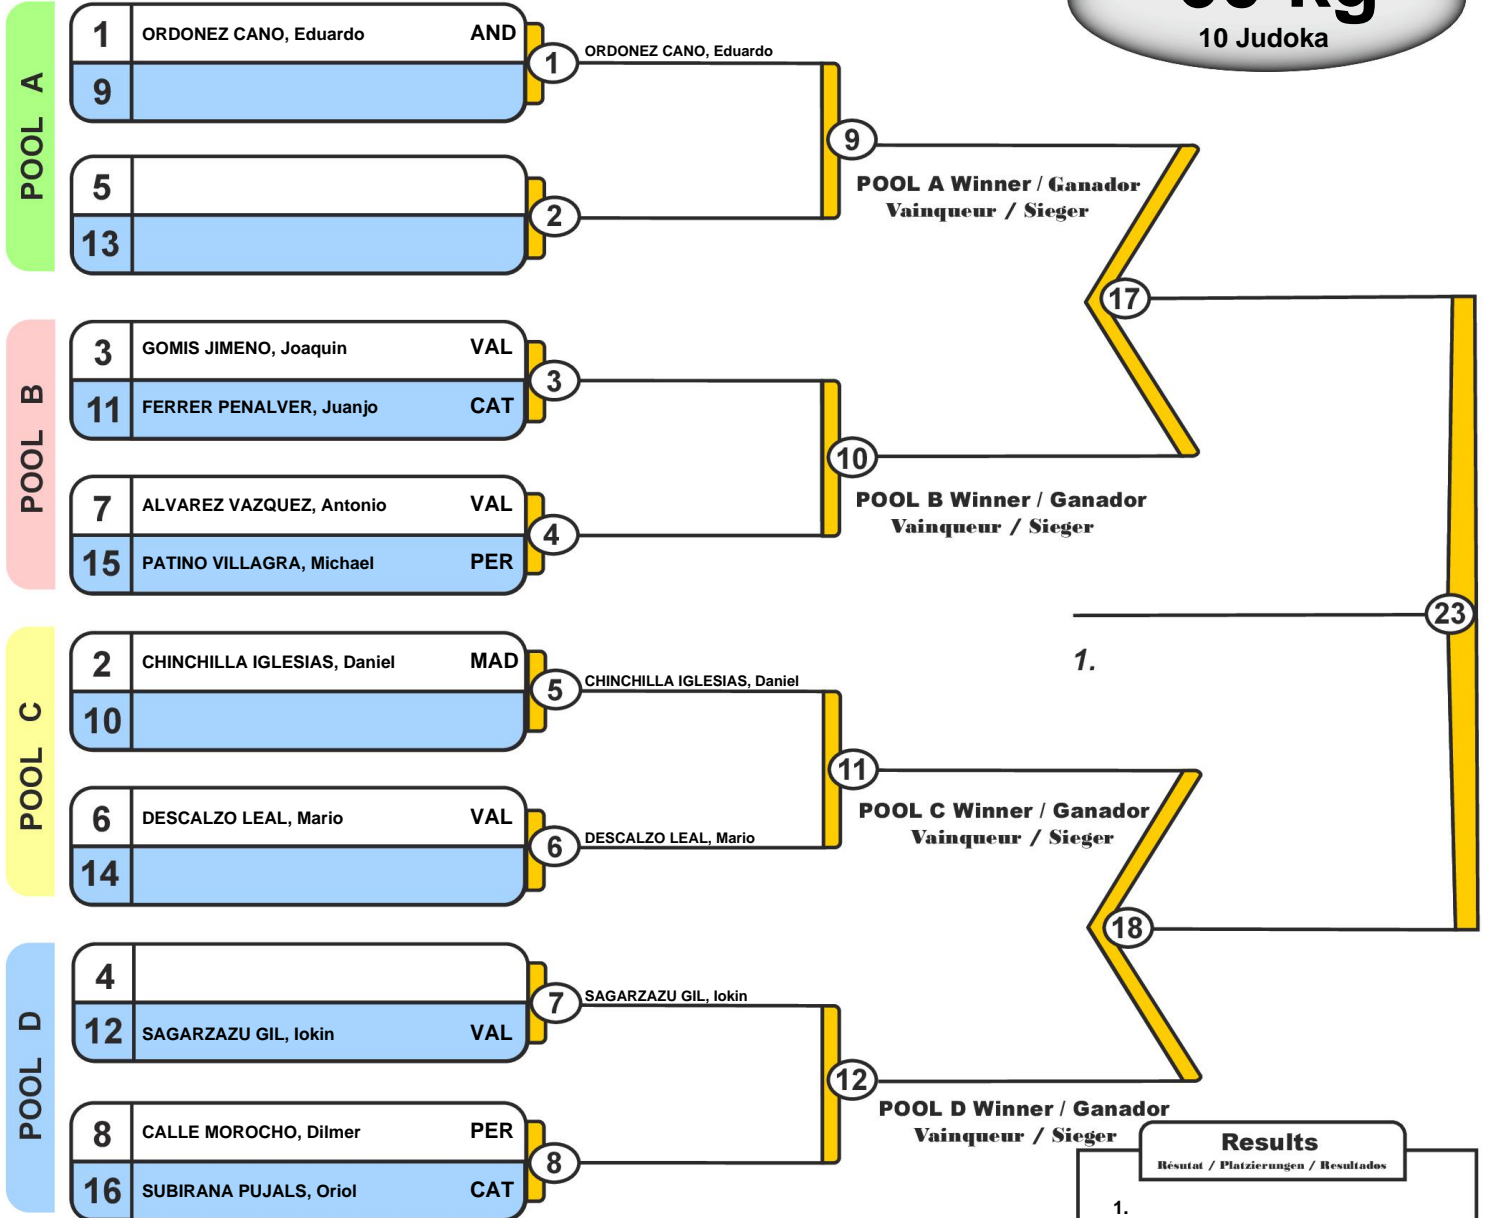 10 Judoka
POOL A
1 ORDONEZ CANO, Eduardo AND
9
1
ORDONEZ CANO, Eduardo
5
13
2
9
POOL A Winner / Ganador
Vainqueur / Sieger
17
POOL B
3 GOMIS JIMENO, Joaquin VAL
11 FERRER PENALVER, Juanjo CAT
3
7 ALVAREZ VAZQUEZ, Antonio VAL
15 PATINO VILLAGRA, Michael PER
4
10
POOL B Winner / Ganador
Vainqueur / Sieger
23
1.
POOL C
2 CHINCHILLA IGLESIAS, Daniel MAD
10
5
CHINCHILLA IGLESIAS, Daniel
6 DESCALZO LEAL, Mario VAL
14
6
DESCALZO LEAL, Mario
11
POOL C Winner / Ganador
Vainqueur / Sieger
18
POOL D
4
12 SAGARZAZU GIL, Iokin VAL
7
SAGARZAZU GIL, Iokin
8 CALLE MOROCHO, Dilmer PER
16 SUBIRANA PUJALS, Oriol CAT
8
12
POOL D Winner / Ganador
Vainqueur / Sieger
Results
Résutat / Platzierungen / Resultados
1.